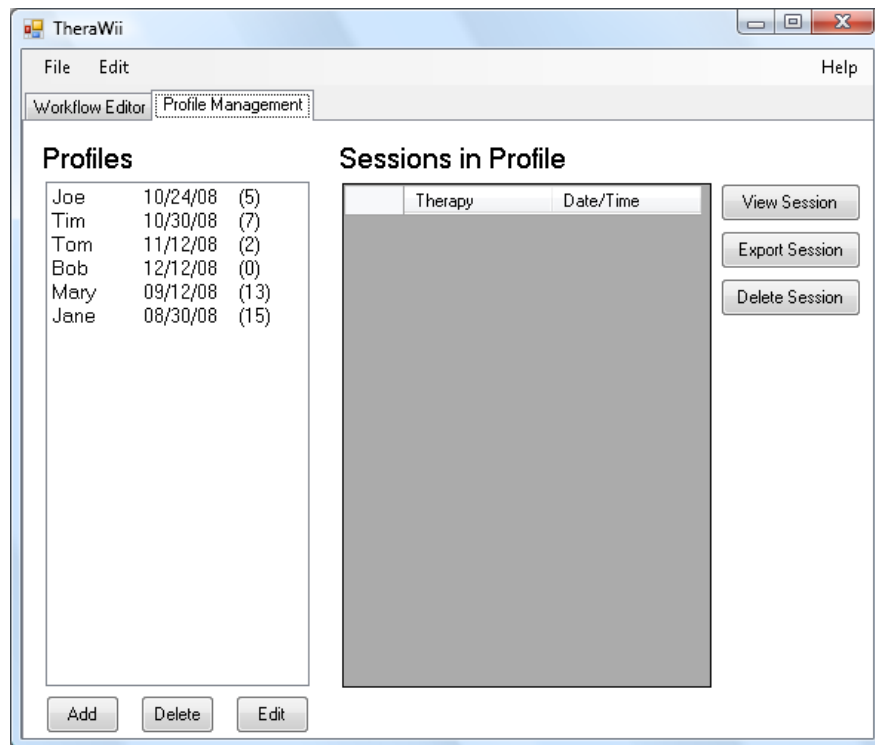 TheraWii
File Edit Help
Workflow Editor Profile Management
Profiles
Joe 10/24/08 (5)
Tim 10/30/08 (7)
Tom 11/12/08 (2)
Bob 12/12/08 (0)
Mary 09/12/08 (13)
Jane 08/30/08 (15)
Add Delete Edit
Sessions in Profile
Therapy Date/Time
View Session
Export Session
Delete Session